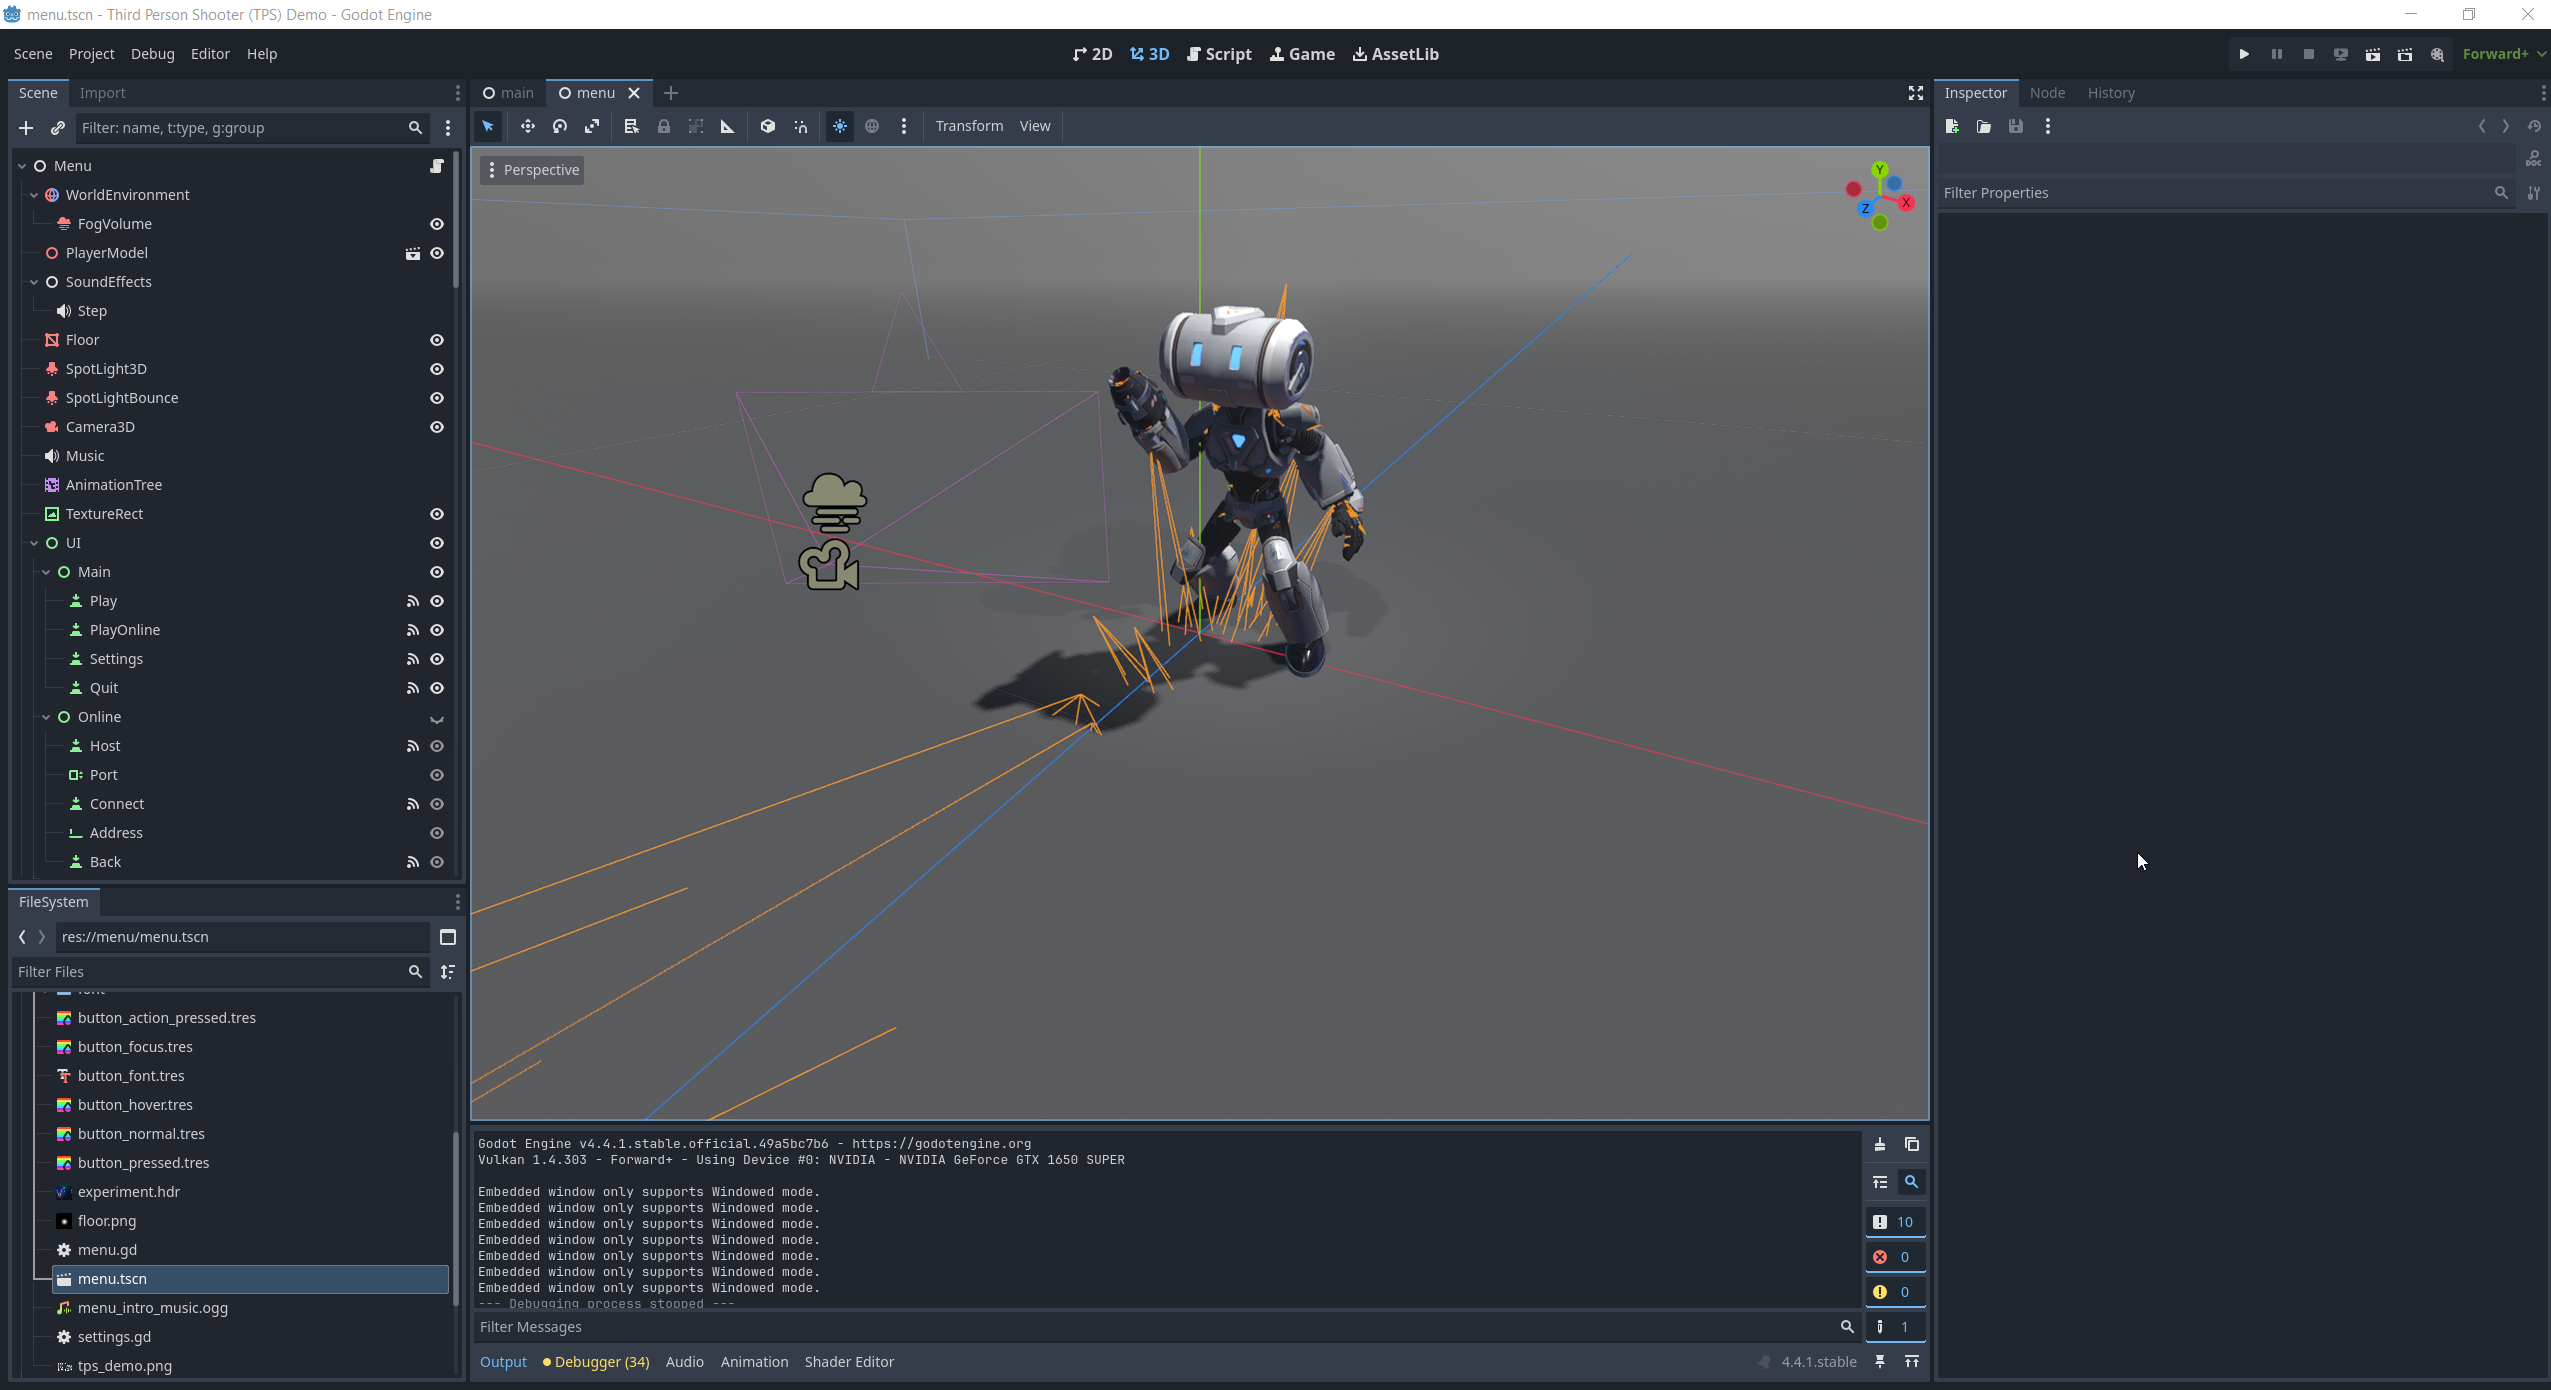 menu.tscn - Third Person Shooter (TPS) Demo - Godot Engine
Scene Project Debug Editor Help
2D 3D Script Game AssetLib
Forward+
Scene Import
main menu
Inspector Node History
Filter: name, t:type, g:group
Transform View
Perspective
Y
X
Z
DOC
Filter Properties
Menu
WorldEnvironment
FogVolume
PlayerModel
SoundEffects
Step
Floor
SpotLight3D
SpotLightBounce
Camera3D
Music
AnimationTree
TextureRect
UI
Main
Play
PlayOnline
Settings
Quit
Online
Host
Port
Connect
Address
Back
FileSystem
res://menu/menu.tscn
Filter Files
font
button_action_pressed.tres
button_focus.tres
button_font.tres
button_hover.tres
button_normal.tres
button_pressed.tres
experiment.hdr
floor.png
menu.gd
menu.tscn
menu_intro_music.ogg
settings.gd
tps_demo.png
Godot Engine v4.4.1.stable.official.49a5bc7b6 - https://godotengine.org
Vulkan 1.4.303 - Forward+ - Using Device #0: NVIDIA - NVIDIA GeForce GTX 1650 SUPER
Embedded window only supports Windowed mode.
Embedded window only supports Windowed mode.
Embedded window only supports Windowed mode.
Embedded window only supports Windowed mode.
Embedded window only supports Windowed mode.
Embedded window only supports Windowed mode.
Embedded window only supports Windowed mode.
--- Debugging process stopped ---
10
0
0
1
Filter Messages
Output Debugger (34) Audio Animation Shader Editor
4.4.1.stable